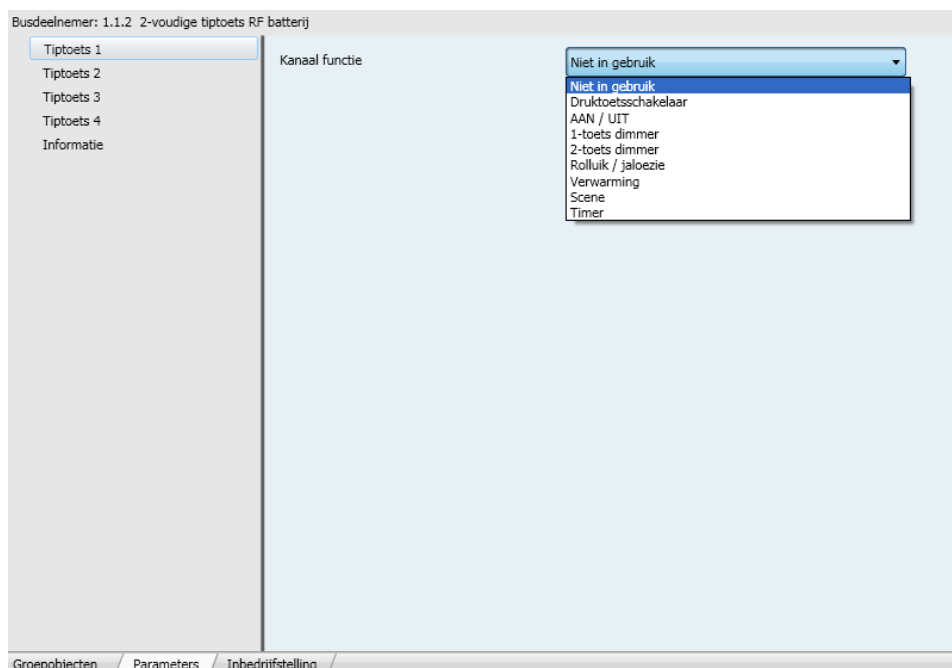 Busdeelnemer: 1.1.2 2-voudige tiptoets RF batterij
Tiptoets 1
Tiptoets 2
Tiptoets 3
Tiptoets 4
Informatie
Kanaal functie
Niet in gebruik
Niet in gebruik
Druktoetsschakelaar
AAN / UIT
1-toets dimmer
2-toets dimmer
Rolluik / jaloezie
Verwarming
Scene
Timer
Groepobjecten / Parameters / Inbedrijfstelling /